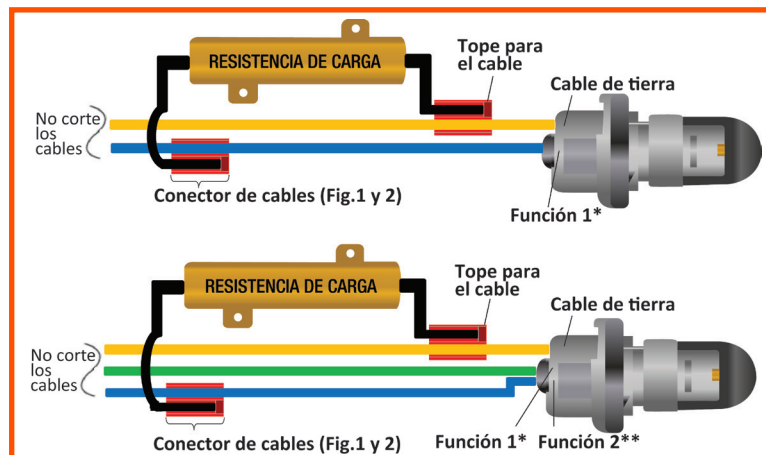 RESISTENCIA DE CARGA
Tope para
el cable
Cable de tierra
No corte
los
cables
Conector de cables (Fig.1 y 2)
Función 1*
RESISTENCIA DE CARGA
Tope para
el cable
Cable de tierra
No corte
los
cables
Conector de cables (Fig.1 y 2)
Función 1*
Función 2**